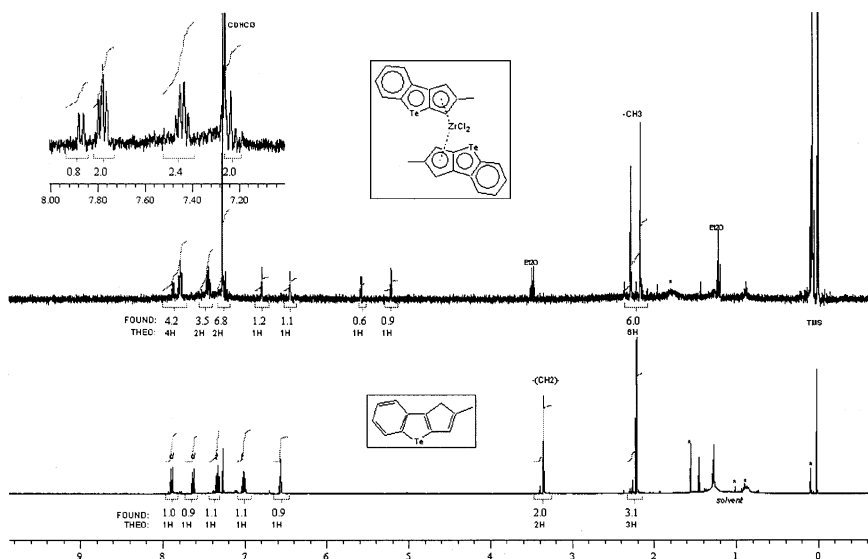 CDHCl3
Te
ZrCl2
Te
-CH3
0.8 2.0 2.4 2.0
8.00 7.80 7.60 7.40 7.20
Et2O
Et2O
*
FOUND: 4.2 3.5 6.8 1.2 1.1 0.6 0.9 6.0
THEO: 4H 2H 2H 1H 1H 1H 1H 6H
TMS
-(CH2)-
Te
d d t t
*
solvent
* * *
FOUND: 1.0 0.9 1.1 1.1 0.9 2.0 3.1
THEO: 1H 1H 1H 1H 1H 2H 3H
8 6 5 4 3 2 1 0